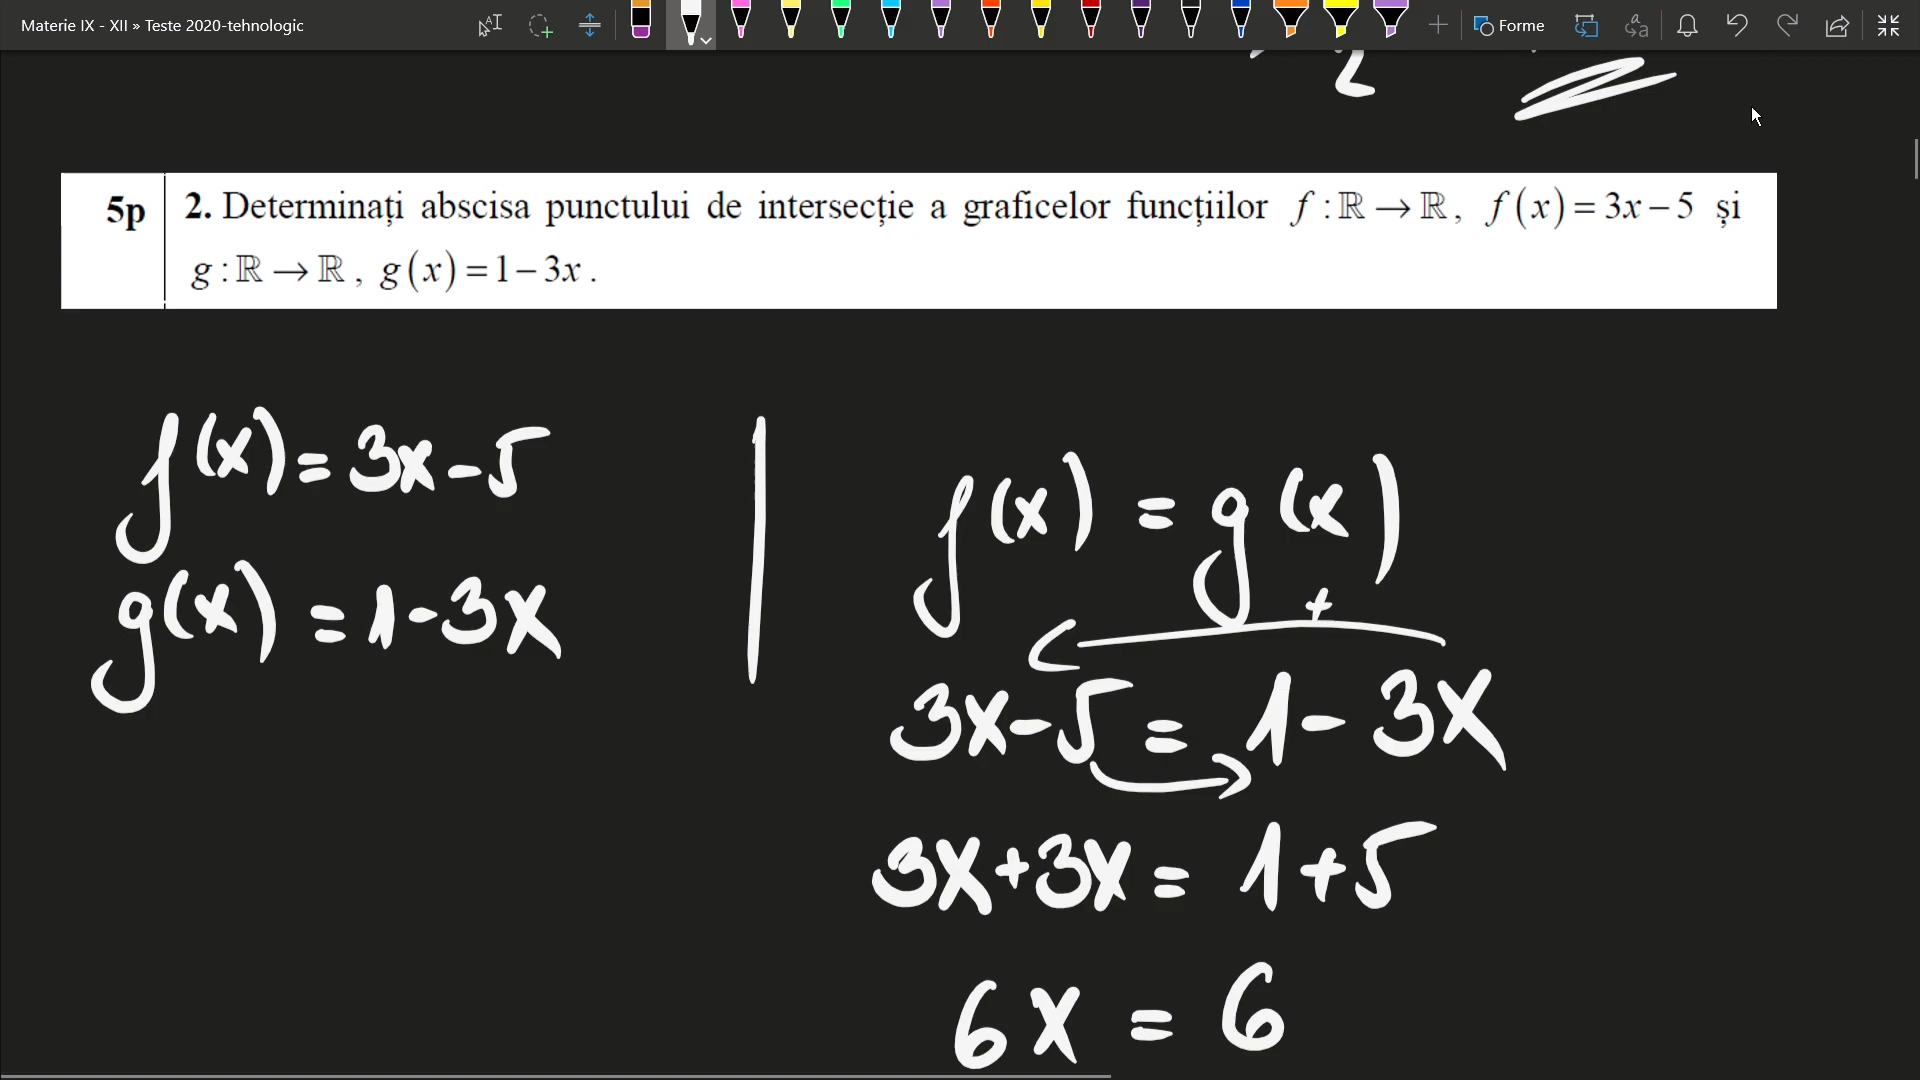 Materie IX - XII » Teste 2020-tehnologic
Forme
2
5p
2. Determinați abscisa punctului de intersecție a graficelor funcțiilor f : ℝ → ℝ, f(x) = 3x − 5 și
g : ℝ → ℝ, g(x) = 1 − 3x .
f(x) = 3x - 5
g(x) = 1 - 3x
f(x) = g(x)
+
3x - 5 = 1 - 3x
3x + 3x = 1 + 5
6x = 6